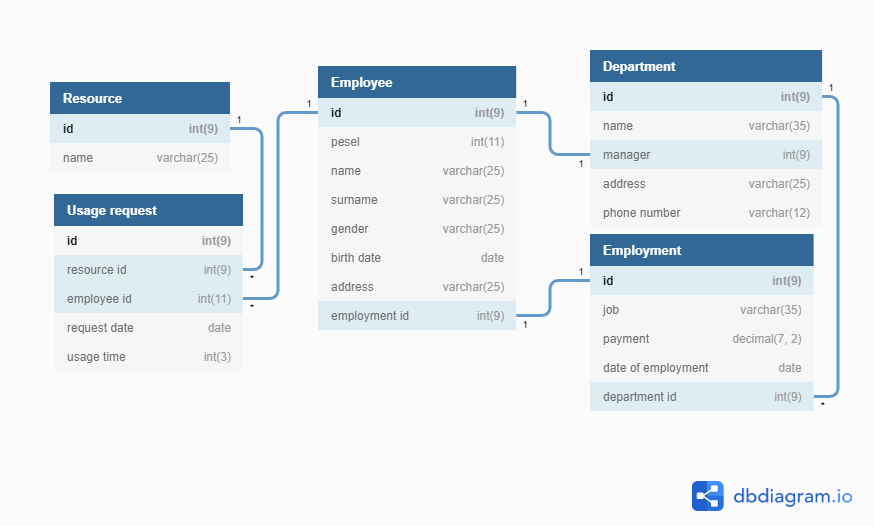 Resource
id int(9)
name varchar(25)
1
Usage request
id int(9)
resource id int(9)
*
employee id int(11)
*
request date date
usage time int(3)
1
Employee
id int(9)
1
pesel int(11)
name varchar(25)
surname varchar(25)
gender varchar(25)
birth date date
address varchar(25)
employment id int(9)
1
Department
id int(9)
1
name varchar(35)
manager int(9)
1
address varchar(25)
phone number varchar(12)
Employment
1
id int(9)
job varchar(35)
payment decimal(7, 2)
date of employment date
department id int(9)
*
dbdiagram.io